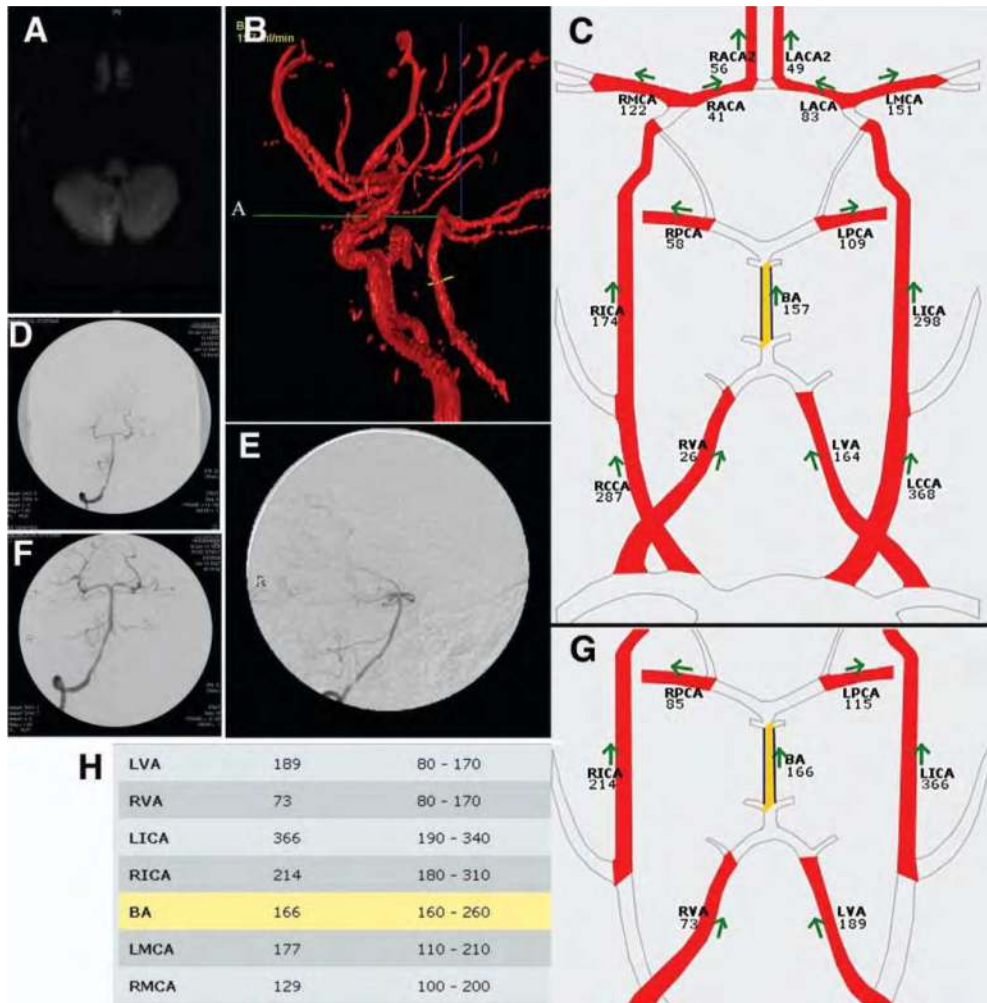 A
B
C
RACA2
56
LACA2
49
RMCA
122
RACA
41
LACA
83
LMCA
151
A
RPCA
58
LPCA
109
BA
157
RICA
174
LICA
298
D
E
RVA
26
LVA
164
RCCA
287
LCCA
368
F
G
RPCA
85
LPCA
115
BA
166
RICA
214
LICA
366
RVA
73
LVA
189
H
LVA 189 80 - 170
RVA 73 80 - 170
LICA 366 190 - 340
RICA 214 180 - 310
BA 166 160 - 260
LMCA 177 110 - 210
RMCA 129 100 - 200